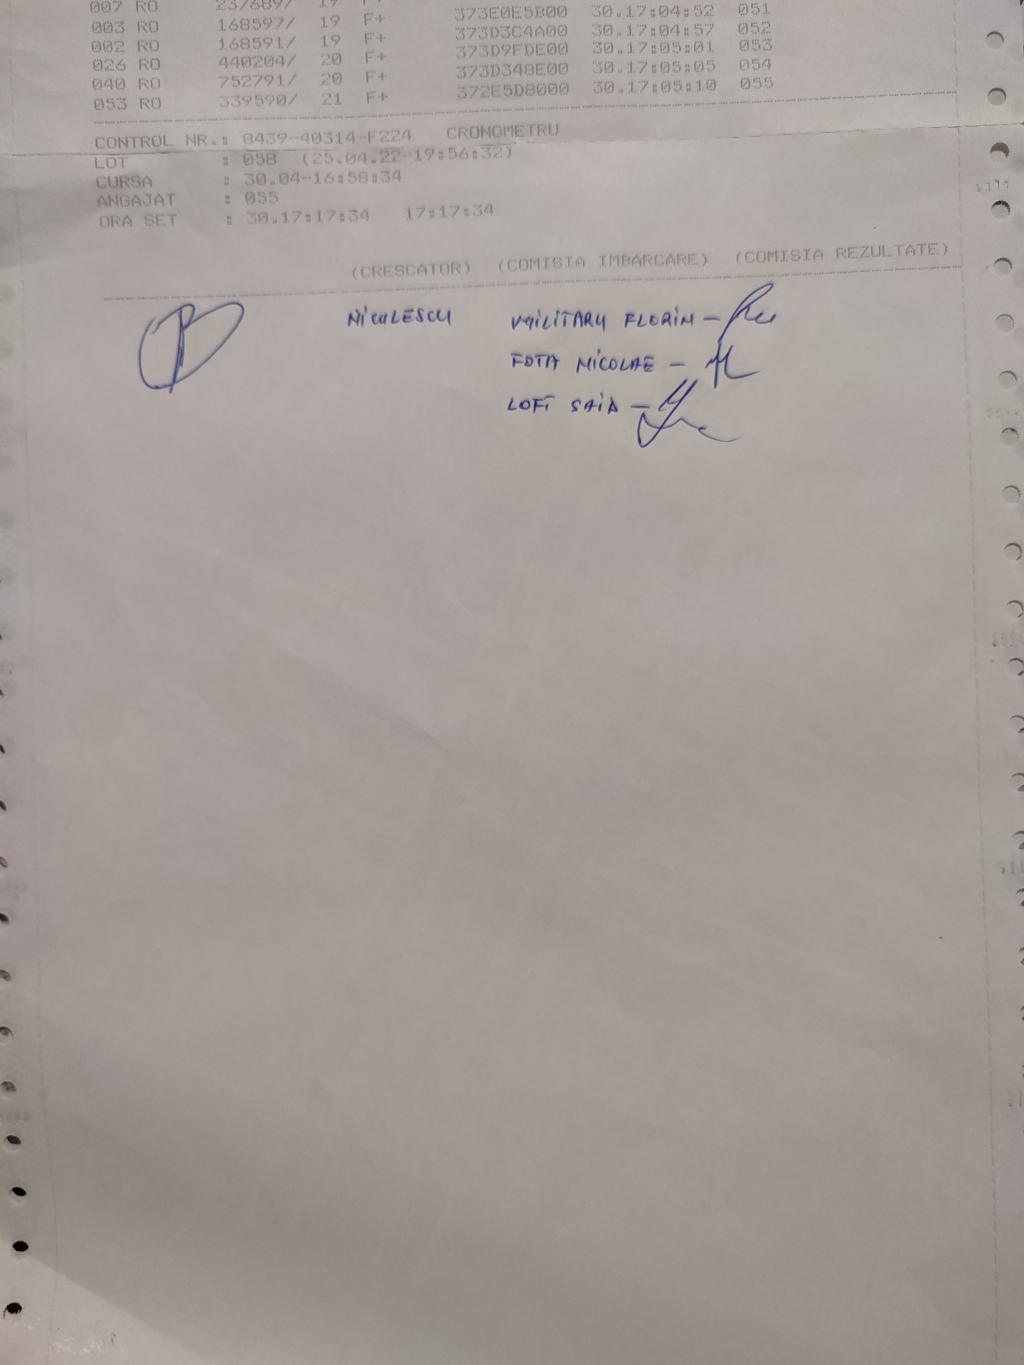 007 RO 237689/ 19 F+ 373E0E5B00 30.17:04:52 051
003 RO 168597/ 19 F+ 373D3C4A00 30.17:04:57 052
002 RO 168591/ 19 F+ 373D9FDE00 30.17:05:01 053
026 RO 440204/ 20 F+ 373D348E00 30.17:05:05 054
040 RO 752791/ 20 F+ 372E5D8000 30.17:05:10 055
053 RO 339590/ 21 F+
CONTROL NR.: 8439-40314-F224 CRONOMETRU
LOT : 058 (25.04.22-19:56:32)
CURSA : 30.04-16:58:34
ANGAJAT : 055
ORA SET : 30.17:17:34 17:17:34
(CRESCATOR) (COMISIA IMBARCARE) (COMISIA REZULTATE)
NICULESCU MILITARU FLORIN -
FOTA NICOLAE -
LOFI SAID -